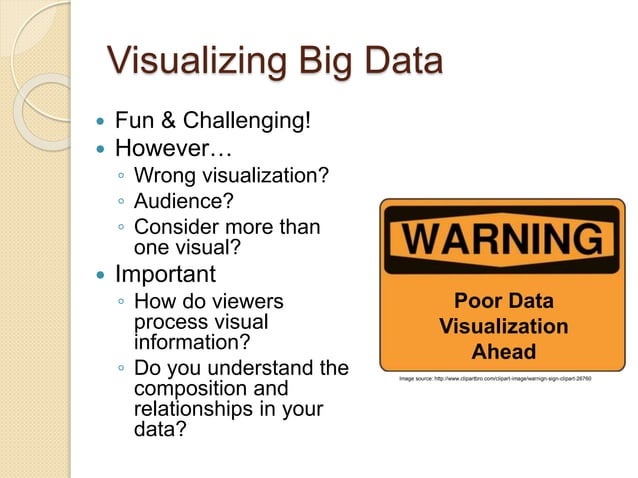 Visualizing Big Data
Fun & Challenging!
However…
Wrong visualization?
Audience?
Consider more than
one visual?
Important
How do viewers
process visual
information?
Do you understand the
composition and
relationships in your
data?
WARNING
Poor Data
Visualization
Ahead
Image source: http://www.clipartbro.com/clipart-image/warnign-sign-clipart-26760